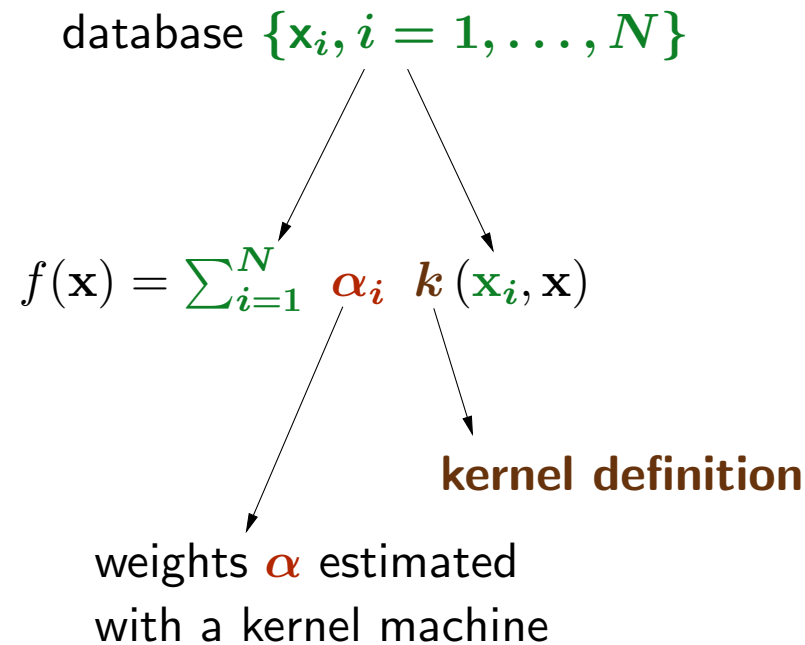 database {x_i, i = 1, . . . , N}
f(x) = ∑_{i=1}^{N} α_i k (x_i, x)
kernel definition
weights α estimated
with a kernel machine